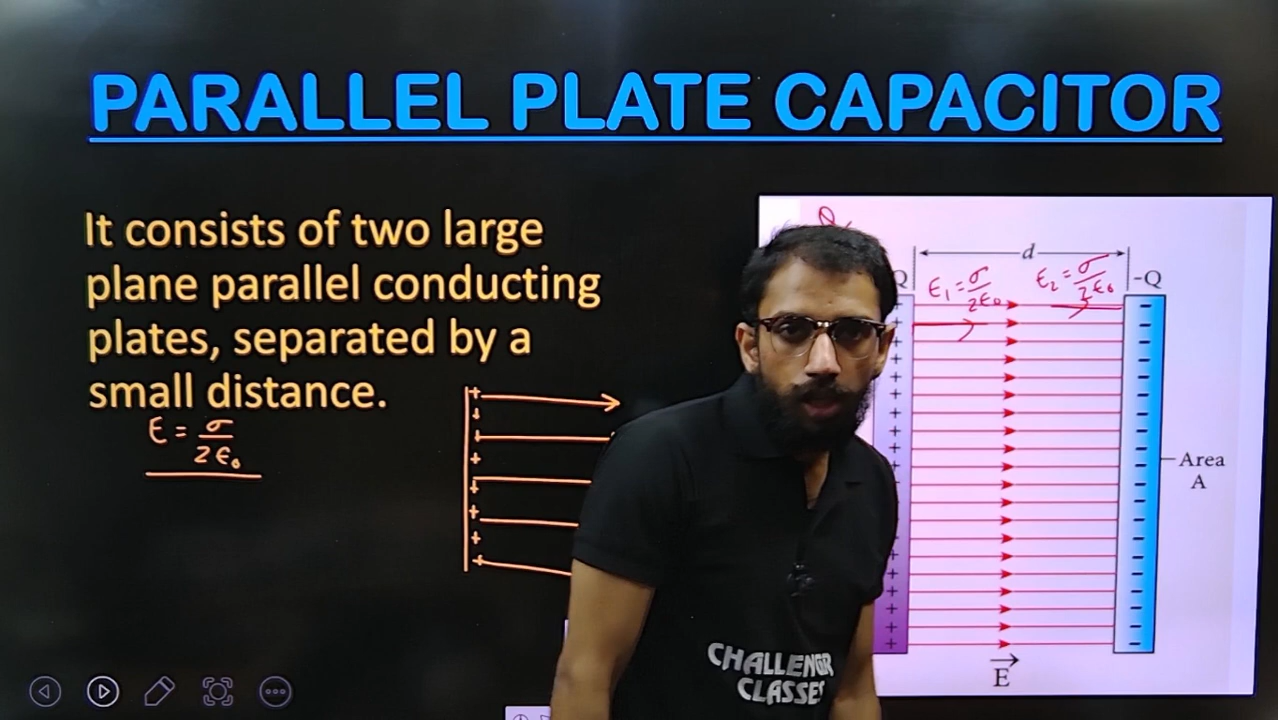 PARALLEL PLATE CAPACITOR
It consists of two large
plane parallel conducting
plates, separated by a
small distance.
E = σ/2ε₀
d
Q
-Q
E₁ = σ/2ε₀
E₂ = σ/2ε₀
Area
A
E
CHALLENGR
CLASSES